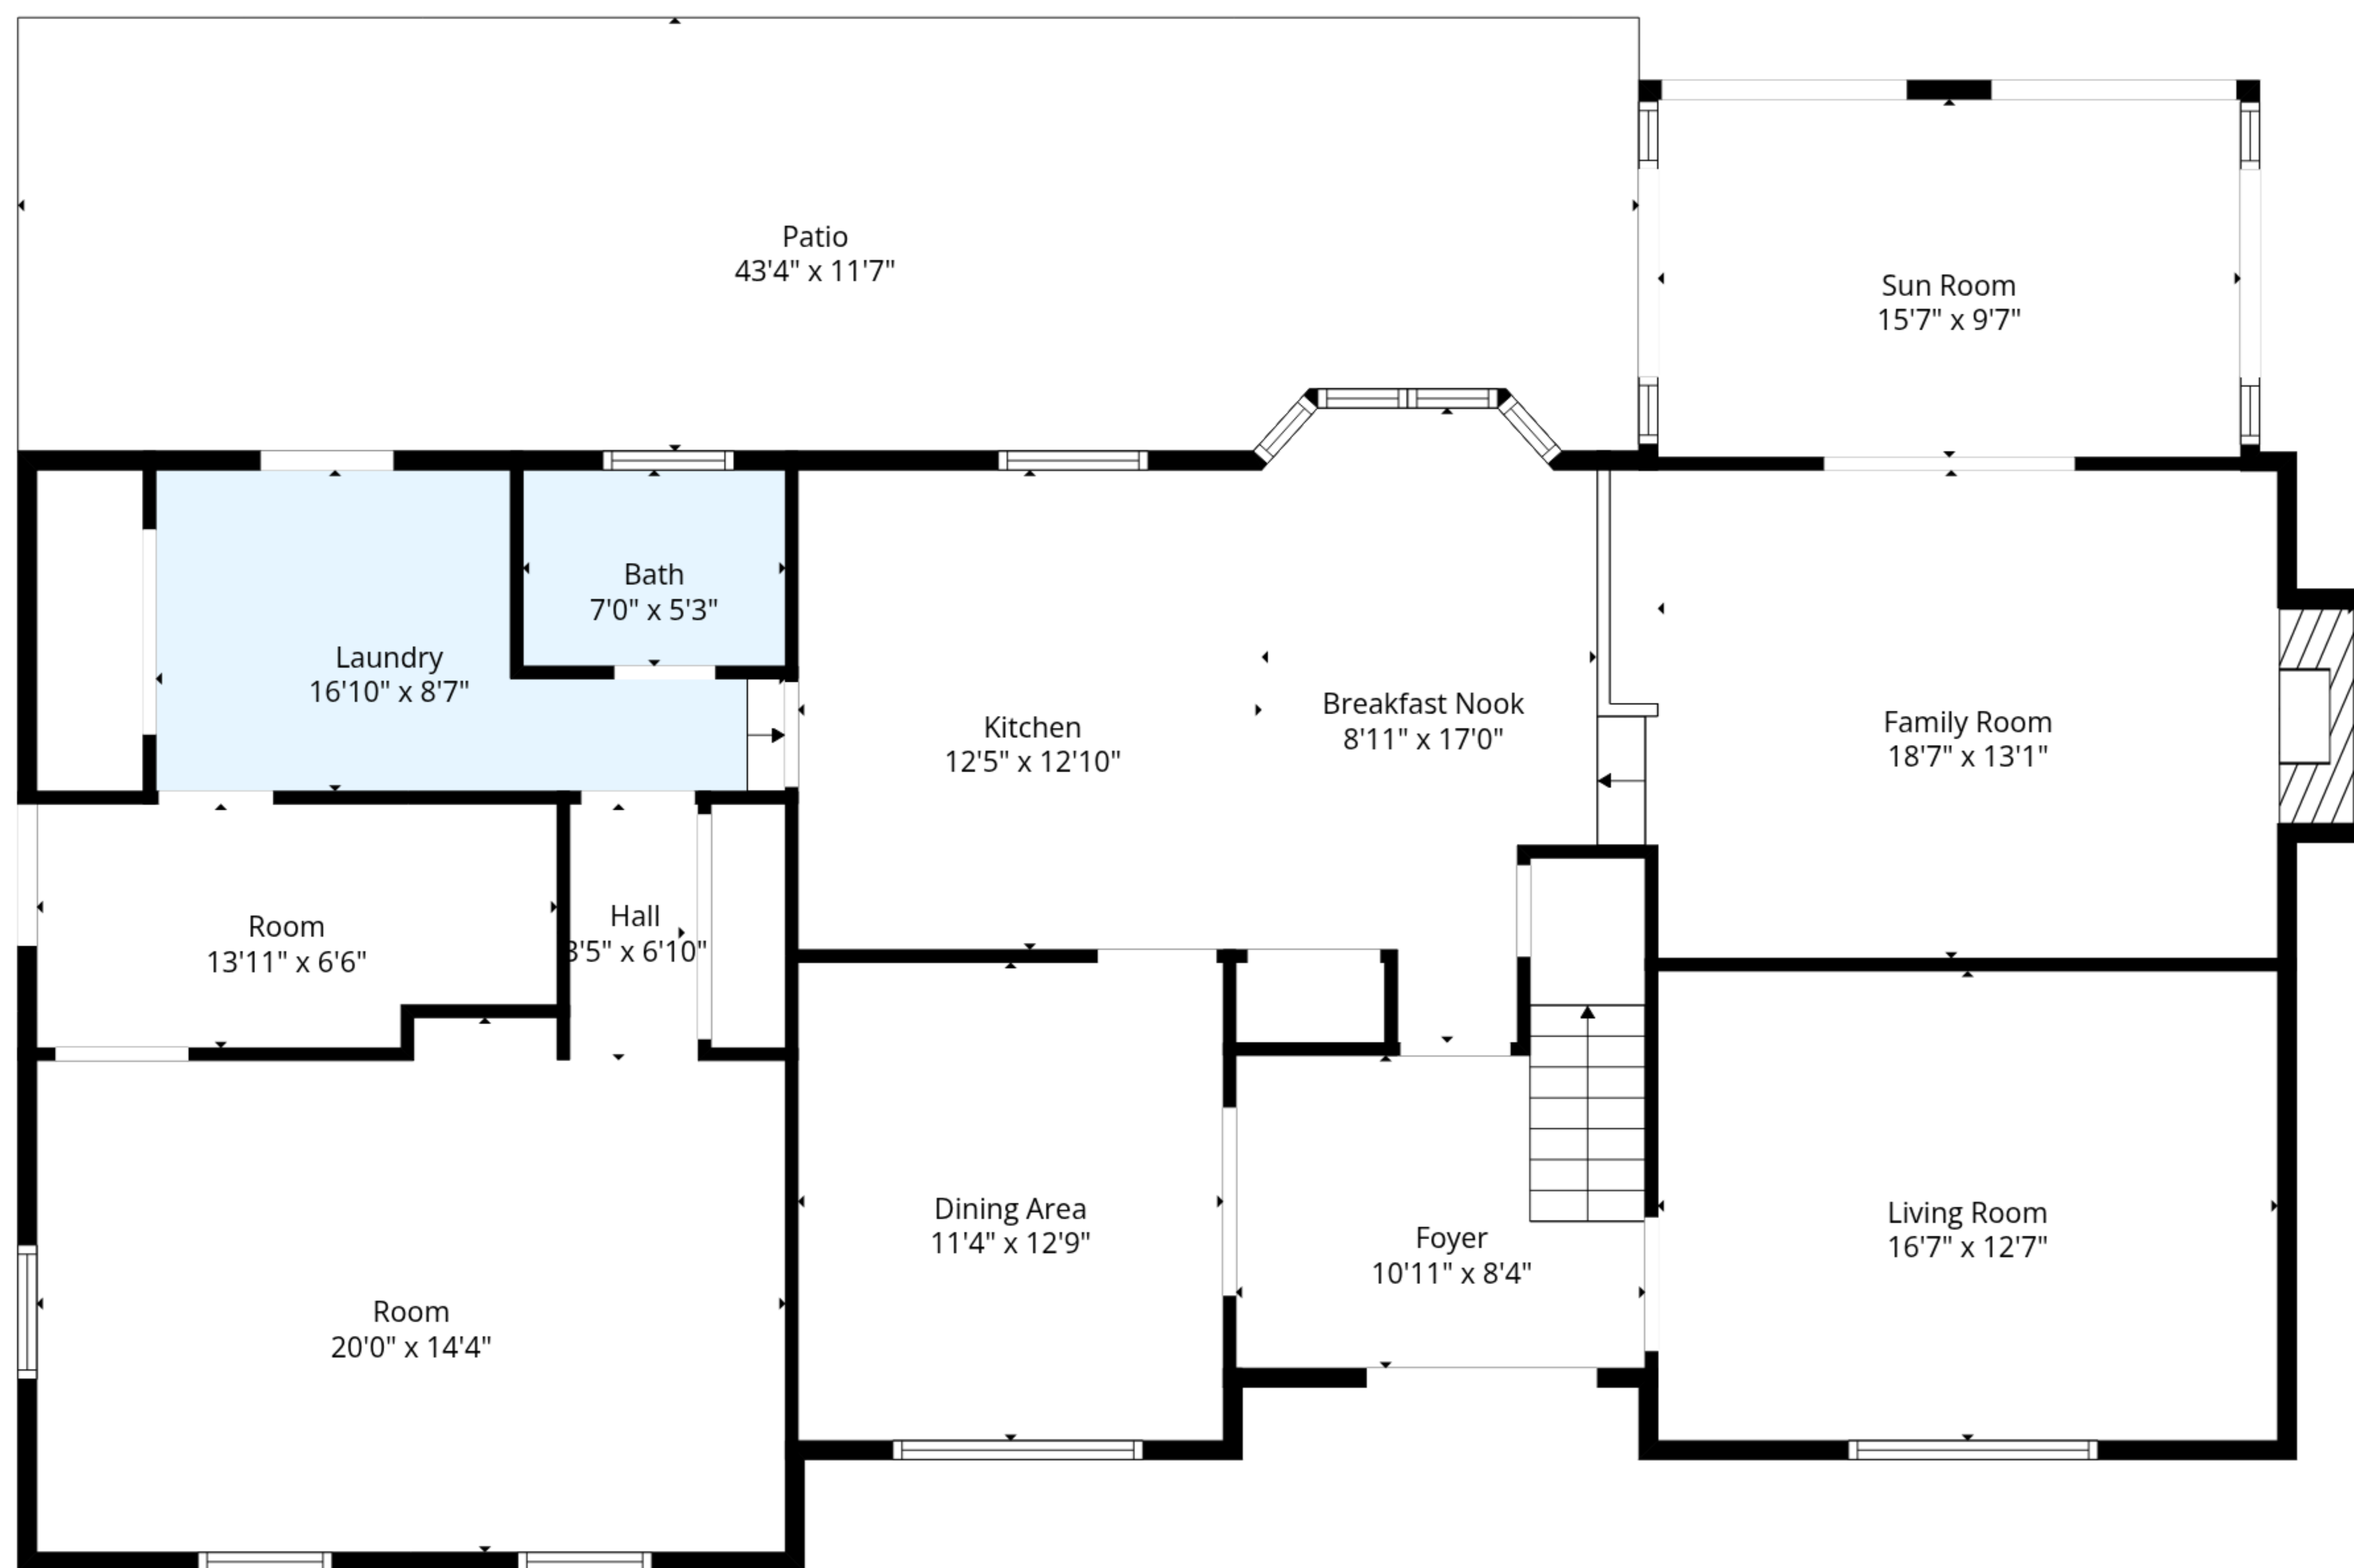 Patio
43'4" x 11'7"
Sun Room
15'7" x 9'7"
Bath
7'0" x 5'3"
Laundry
16'10" x 8'7"
Kitchen
12'5" x 12'10"
Breakfast Nook
8'11" x 17'0"
Family Room
18'7" x 13'1"
Room
13'11" x 6'6"
Hall
3'5" x 6'10"
Dining Area
11'4" x 12'9"
Foyer
10'11" x 8'4"
Living Room
16'7" x 12'7"
Room
20'0" x 14'4"